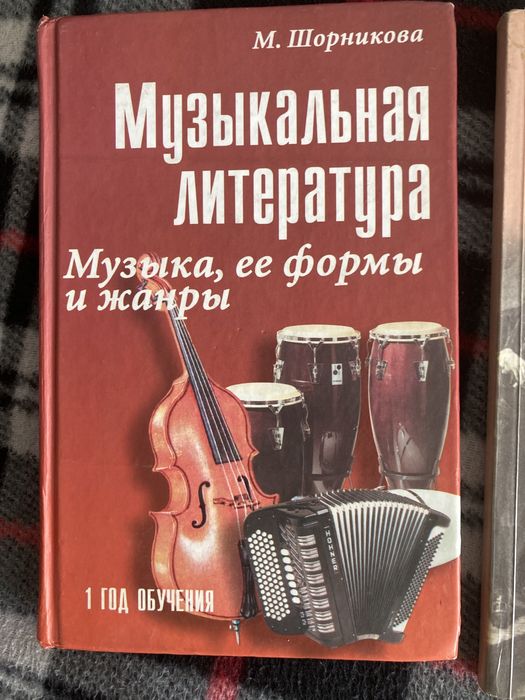 М. Шорникова
Музыкальная
литература
Музыка, ее формы
и жанры
HOHNER
1 ГОД ОБУЧЕНИЯ